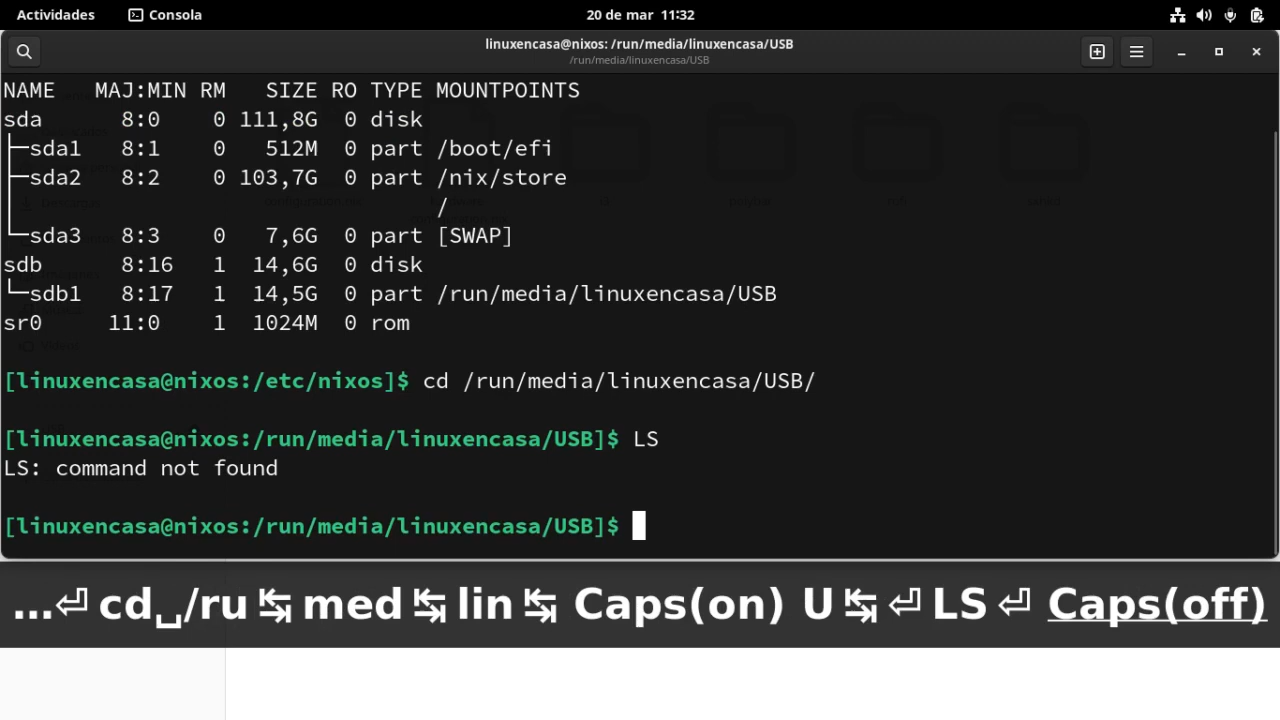 Actividades Consola 20 de mar 11:32
linuxencasa@nixos: /run/media/linuxencasa/USB
/run/media/linuxencasa/USB
NAME MAJ:MIN RM SIZE RO TYPE MOUNTPOINTS
sda 8:0 0 111,8G 0 disk
├─sda1 8:1 0 512M 0 part /boot/efi
├─sda2 8:2 0 103,7G 0 part /nix/store
│ /
└─sda3 8:3 0 7,6G 0 part [SWAP]
sdb 8:16 1 14,6G 0 disk
└─sdb1 8:17 1 14,5G 0 part /run/media/linuxencasa/USB
sr0 11:0 1 1024M 0 rom
[linuxencasa@nixos:/etc/nixos]$ cd /run/media/linuxencasa/USB/
[linuxencasa@nixos:/run/media/linuxencasa/USB]$ LS
LS: command not found
[linuxencasa@nixos:/run/media/linuxencasa/USB]$
…⏎ cd␣/ru↹ med↹ lin↹ Caps(on) U↹⏎ LS⏎ Caps(off)